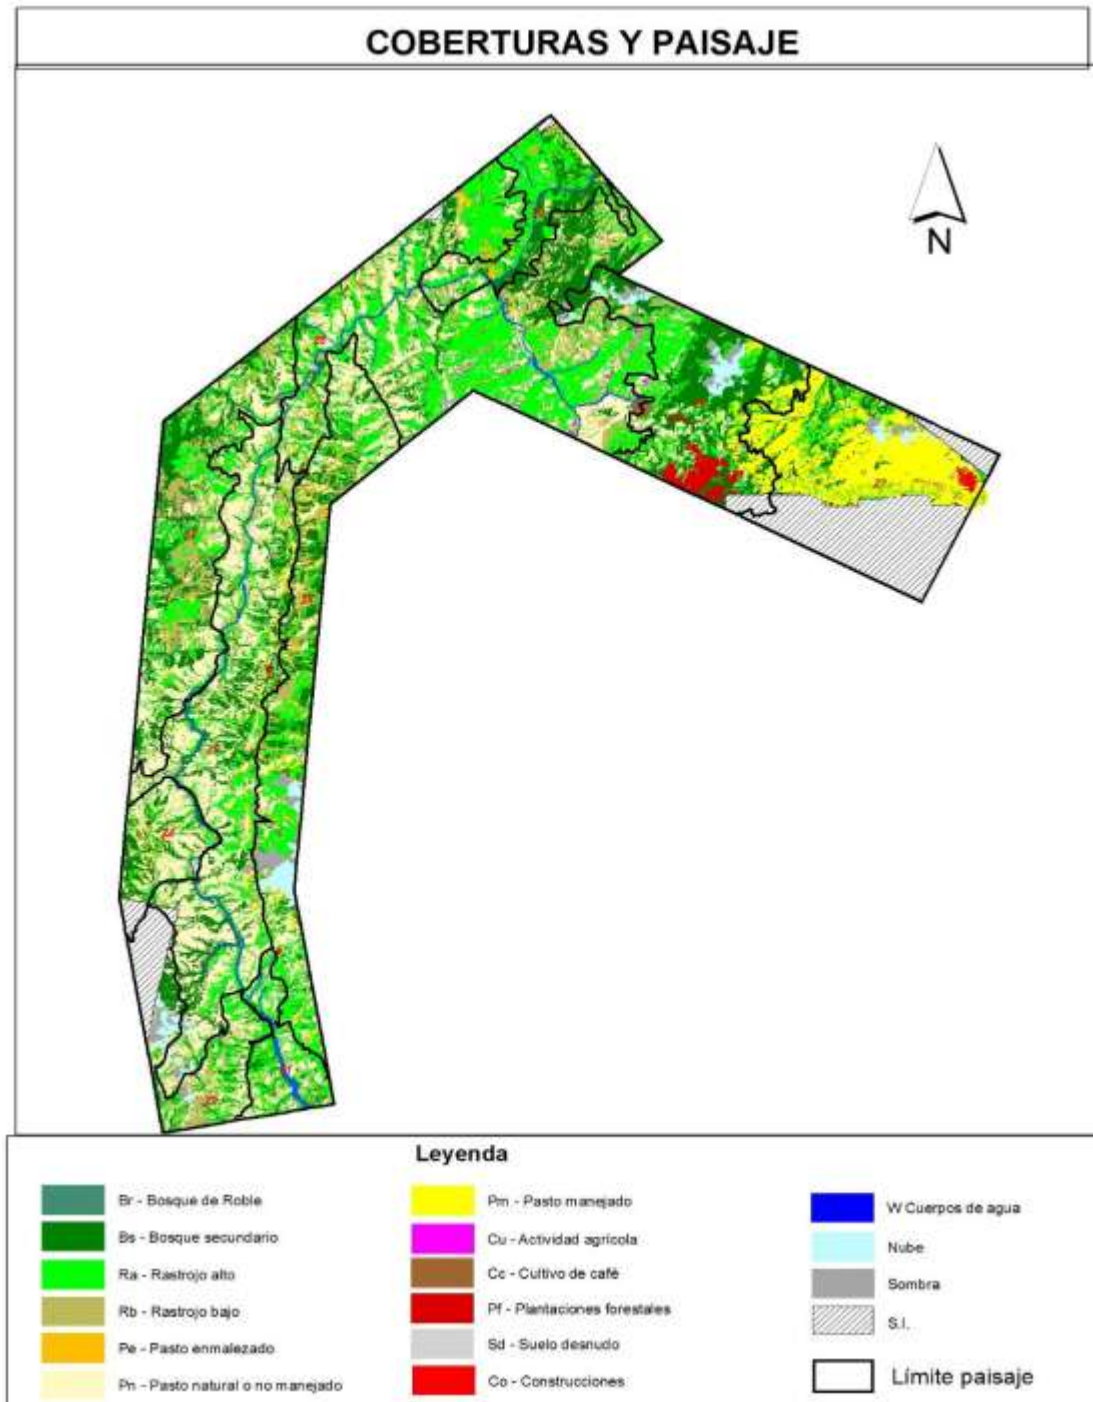 COBERTURAS Y PAISAJE
N
Leyenda
Br - Bosque de Roble
Bs - Bosque secundario
Ra - Rastrojo alto
Rb - Rastrojo bajo
Pe - Pasto enmalezado
Pn - Pasto natural o no manejado
Pm - Pasto manejado
Cu - Actividad agrícola
Cc - Cultivo de café
Pf - Plantaciones forestales
Sd - Suelo desnudo
Co - Construcciones
W Cuerpos de agua
Nube
Sombra
S.I.
Límite paisaje